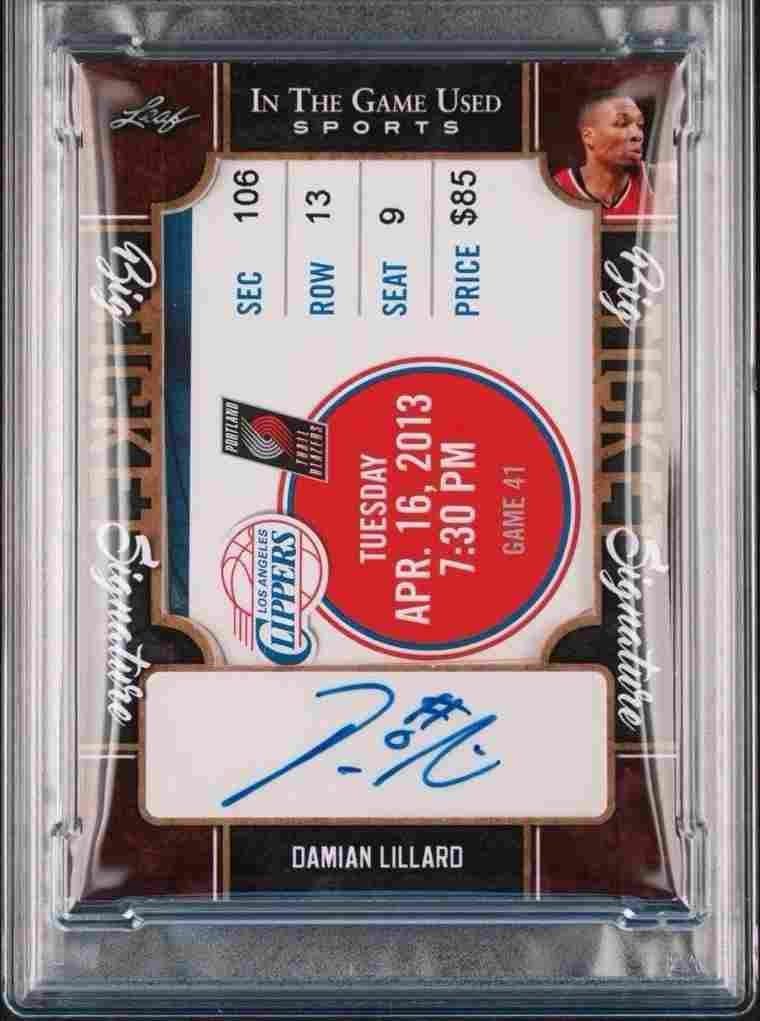 Leaf
IN THE GAME USED
SPORTS
Big
TICKET
Signature
Big
TICKET
Signature
SEC 106
ROW 13
SEAT 9
PRICE $85
PORTLAND
TRAIL
BLAZERS
LOS ANGELES
CLIPPERS
TUESDAY
APR. 16, 2013
7:30 PM
GAME 41
#0
DAMIAN LILLARD